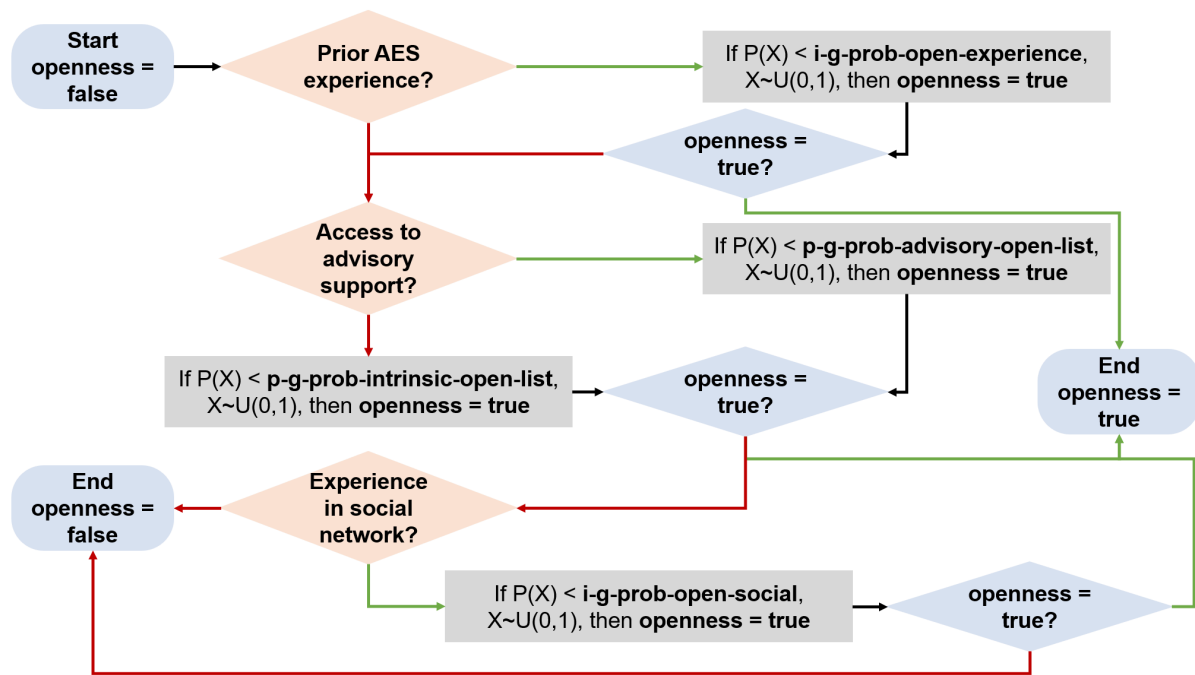 Start
openness =
false
Prior AES
experience?
If P(X) < i-g-prob-open-experience,
X~U(0,1), then openness = true
openness =
true?
Access to
advisory
support?
If P(X) < p-g-prob-advisory-open-list,
X~U(0,1), then openness = true
If P(X) < p-g-prob-intrinsic-open-list,
X~U(0,1), then openness = true
openness =
true?
End
openness =
true
End
openness =
false
Experience
in social
network?
If P(X) < i-g-prob-open-social,
X~U(0,1), then openness = true
openness =
true?